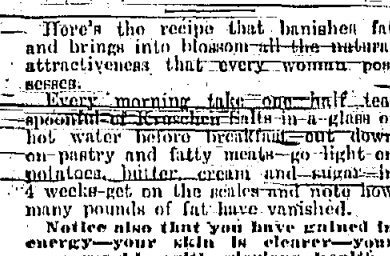 Here's the recipe that banishes fat
and brings into blossom all the natural
attractiveness that every woman pos-
sesses.
Every morning take one half tea-
spoonful of Kruschen Salts in a glass of
hot water before breakfast—cut down
on pastry and fatty meats—go light on
potatoes, butter, cream and sugar—in
4 weeks get on the scales and note how
many pounds of fat have vanished.
Notice also that you have gained in
energy—your skin is clearer—your